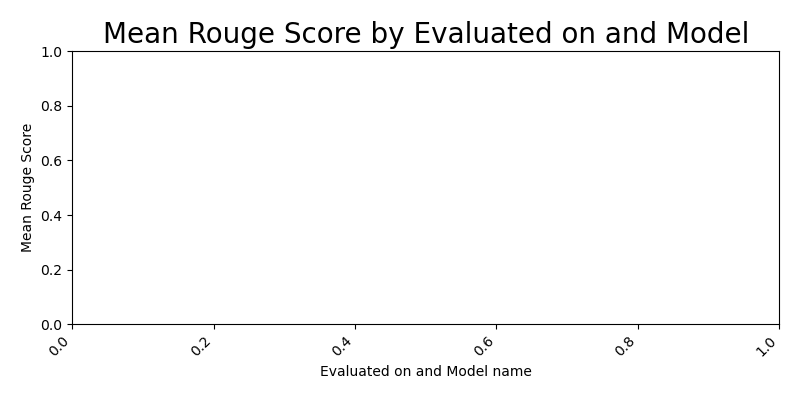 Mean Rouge Score by Evaluated on and Model
1.0
0.8
0.6
0.4
0.2
0.0
Mean Rouge Score
0.0 0.2 0.4 0.6 0.8 1.0
Evaluated on and Model name